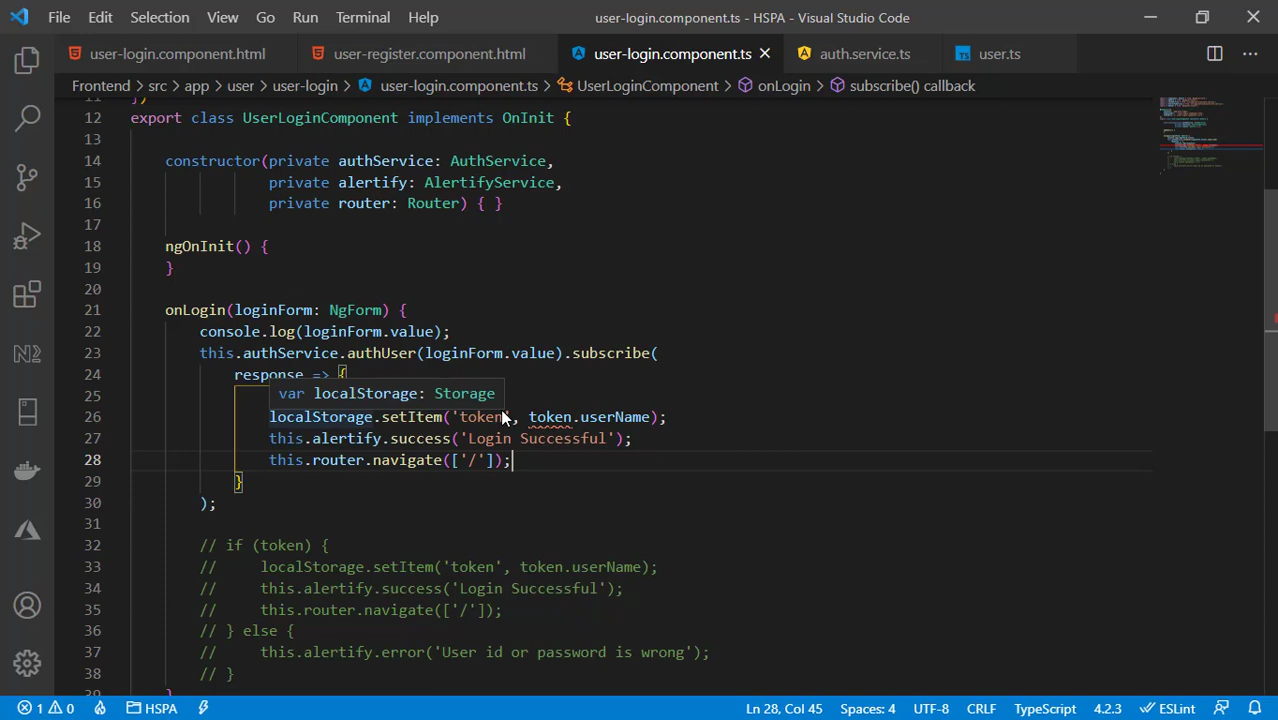 File Edit Selection View Go Run Terminal Help user-login.component.ts - HSPA - Visual Studio Code
user-login.component.html user-register.component.html user-login.component.ts auth.service.ts user.ts
Frontend > src > app > user > user-login > user-login.component.ts > UserLoginComponent > onLogin > subscribe() callback
12 export class UserLoginComponent implements OnInit {
13
14 constructor(private authService: AuthService,
15 private alertify: AlertifyService,
16 private router: Router) { }
17
18 ngOnInit() {
19 }
20
21 onLogin(loginForm: NgForm) {
22 console.log(loginForm.value);
23 this.authService.authUser(loginForm.value).subscribe(
24 response => {
25 var localStorage: Storage
26 localStorage.setItem('token', token.userName);
27 this.alertify.success('Login Successful');
28 this.router.navigate(['/']);
29 }
30 );
31
32 // if (token) {
33 // localStorage.setItem('token', token.userName);
34 // this.alertify.success('Login Successful');
35 // this.router.navigate(['/']);
36 // } else {
37 // this.alertify.error('User id or password is wrong');
38 // }
1 0 HSPA Ln 28, Col 45 Spaces: 4 UTF-8 CRLF TypeScript 4.2.3 ESLint